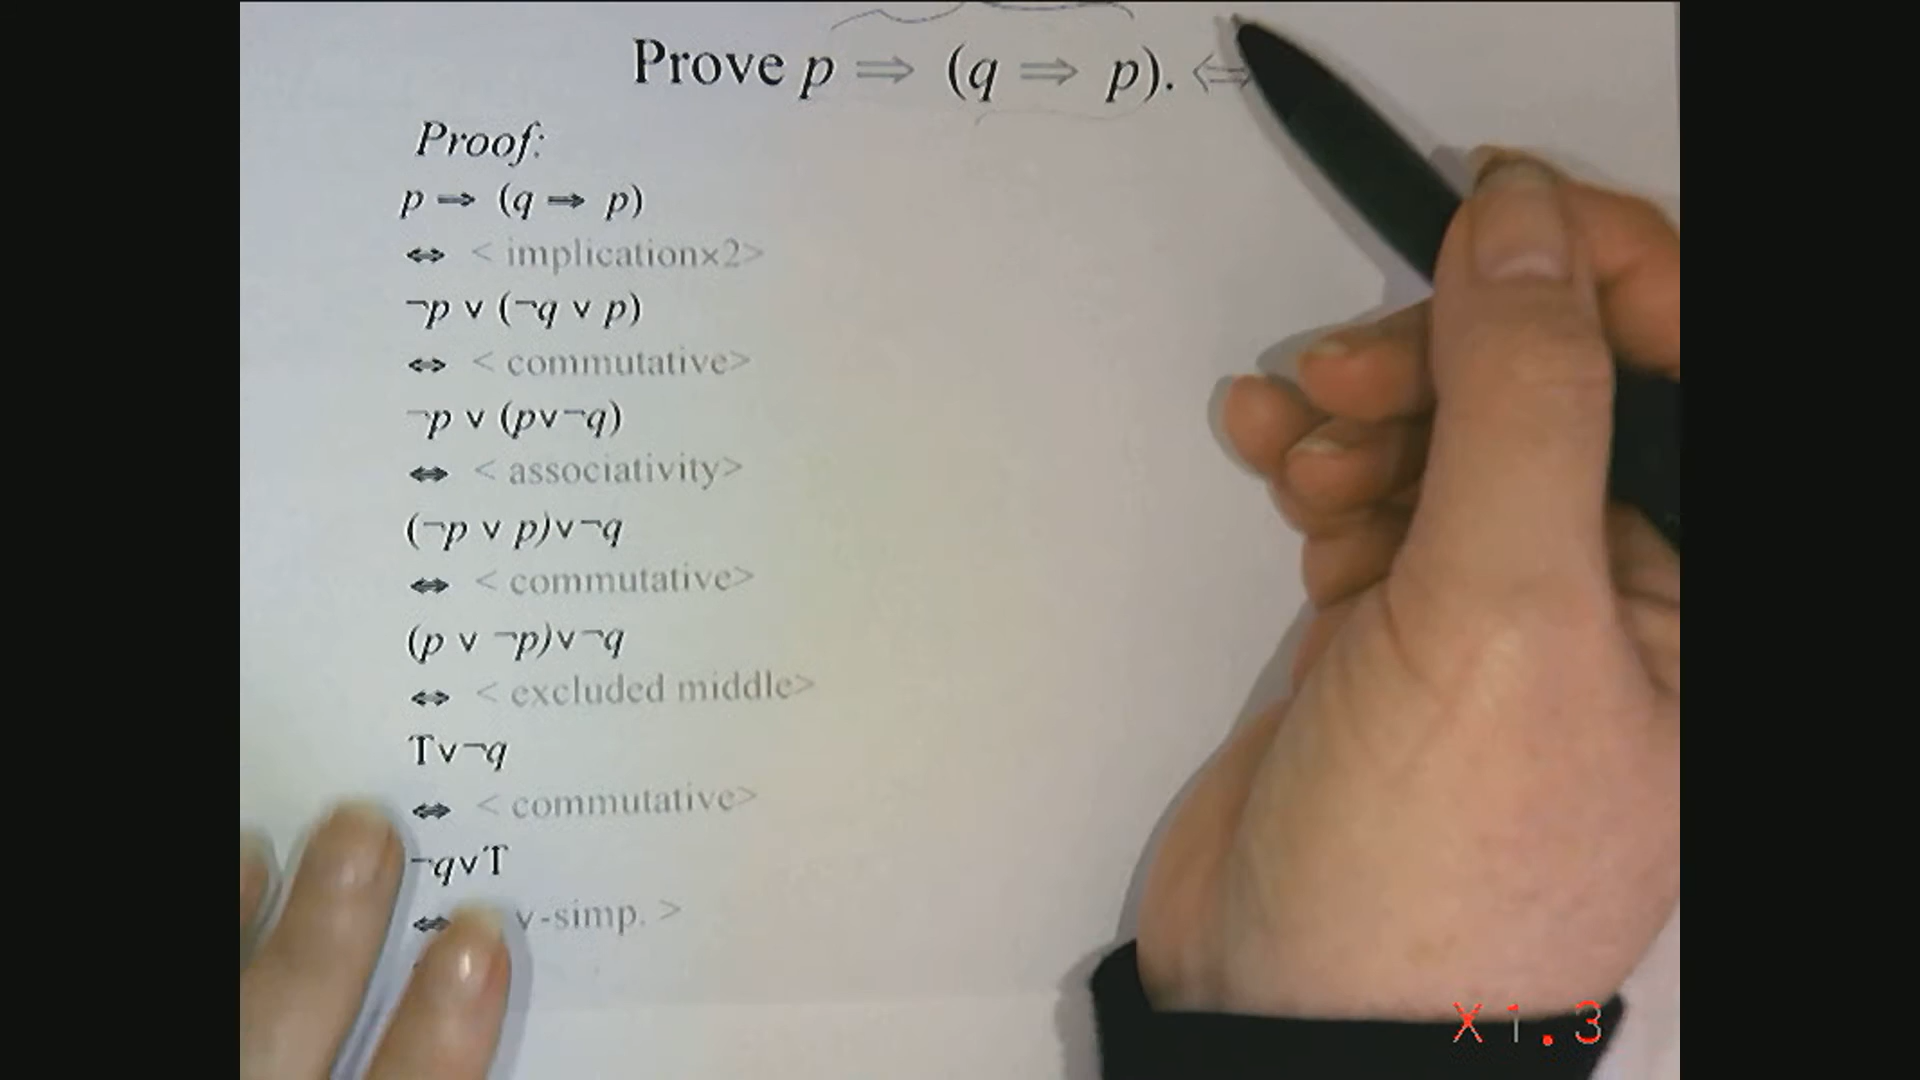 Prove p ⇒ (q ⇒ p). ⇔
Proof:
p ⇒ (q ⇒ p)
⇔ < implication×2>
¬p ∨ (¬q ∨ p)
⇔ < commutative>
¬p ∨ (p∨¬q)
⇔ < associativity>
(¬p ∨ p)∨¬q
⇔ < commutative>
(p ∨ ¬p)∨¬q
⇔ < excluded middle>
T∨¬q
⇔ < commutative>
¬q∨T
⇔ ∨-simp. >
X1.3